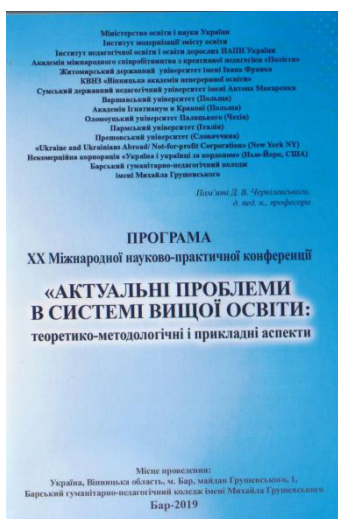 Міністерство освіти і науки України
Інститут модернізації змісту освіти
Інститут педагогічної освіти і освіти дорослих НАПН України
Академія міжнародного співробітництва з креативної педагогіки «Полісся»
Житомирський державний університет імені Івана Франка
КВНЗ «Вінницька академія неперервної освіти»
Сумський державний педагогічний університет імені Антона Макаренка
Варшавський університет (Польща)
Академія Ігнатianum в Кракові (Польща)
Оломоуцький університет Палацького (Чехія)
Пармський університет (Італія)
Прешовський університет (Словаччина)
«Ukraine and Ukrainians Abroad/ Not-for-profit Corporation» (New York NY)
Некомерційна корпорація «Україна і українці за кордоном» (Нью-Йорк, США)
Барський гуманітарно-педагогічний коледж
імені Михайла Грушевського
Пам'яті Д. В. Чернілевського,
д. пед. н., професора
ПРОГРАМА
XX Міжнародної науково-практичної конференції
«АКТУАЛЬНІ ПРОБЛЕМИ
В СИСТЕМІ ВИЩОЇ ОСВІТИ:
теоретико-методологічні і прикладні аспекти
Місце проведення:
Україна, Вінницька область, м. Бар, майдан Грушевського, 1,
Барський гуманітарно-педагогічний коледж імені Михайла Грушевського
Бар-2019